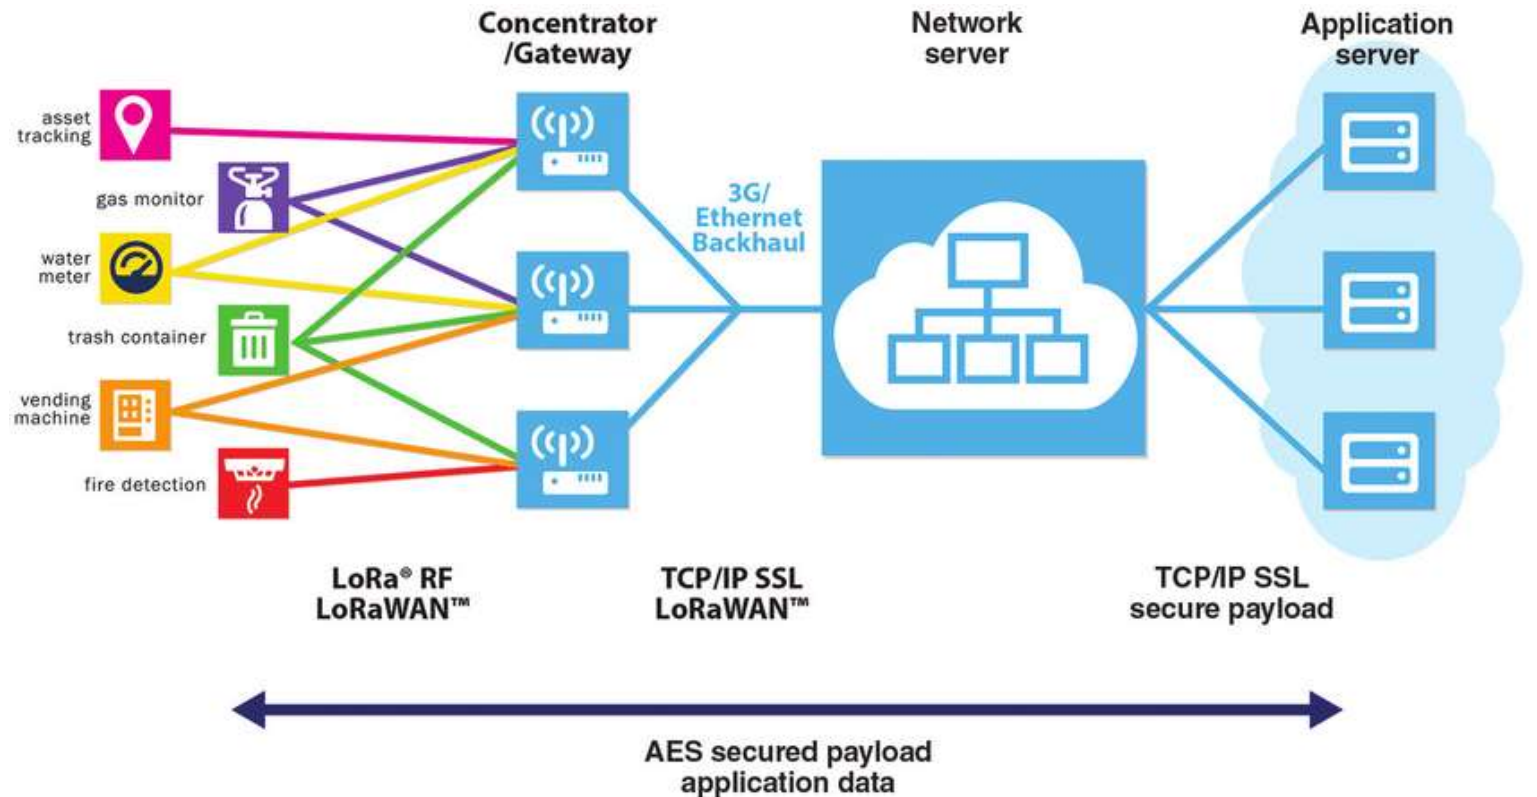 Concentrator
/Gateway
Network
server
Application
server
asset
tracking
gas monitor
water
meter
trash container
vending
machine
fire detection
3G/
Ethernet
Backhaul
LoRa® RF
LoRaWAN™
TCP/IP SSL
LoRaWAN™
TCP/IP SSL
secure payload
AES secured payload
application data